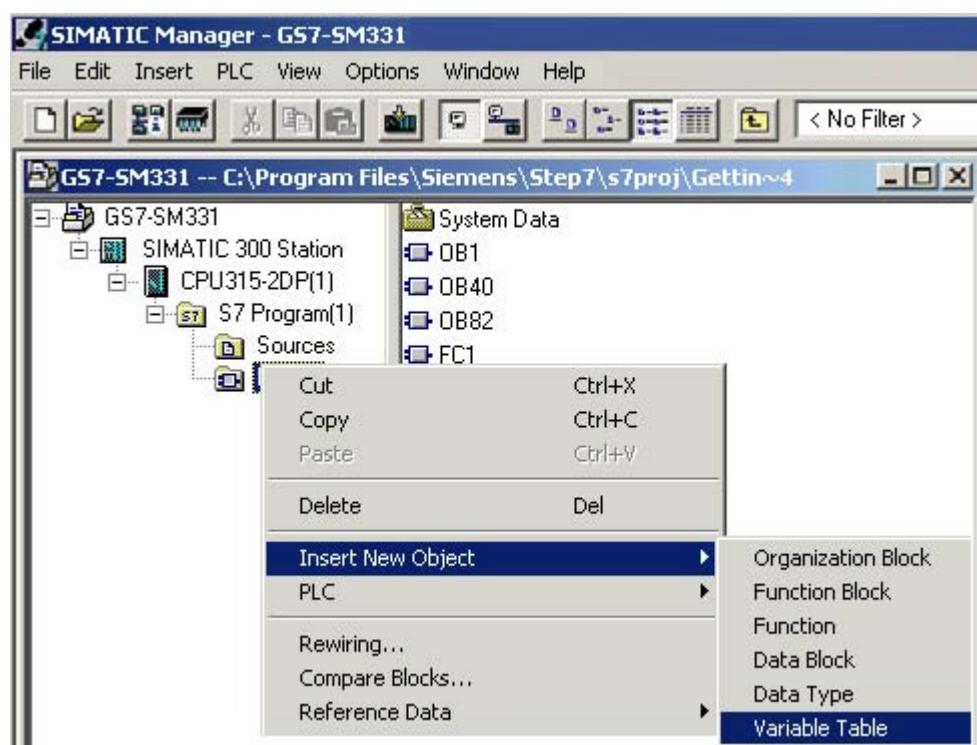 SIMATIC Manager - GS7-SM331
File Edit Insert PLC View Options Window Help
< No Filter >
GS7-SM331 -- C:\Program Files\Siemens\Step7\s7proj\Gettin~4
GS7-SM331
SIMATIC 300 Station
CPU315-2DP(1)
S7 Program(1)
Sources
System Data
OB1
OB40
OB82
FC1
Cut Ctrl+X
Copy Ctrl+C
Paste Ctrl+V
Delete Del
Insert New Object
PLC
Rewiring...
Compare Blocks...
Reference Data
Organization Block
Function Block
Function
Data Block
Data Type
Variable Table